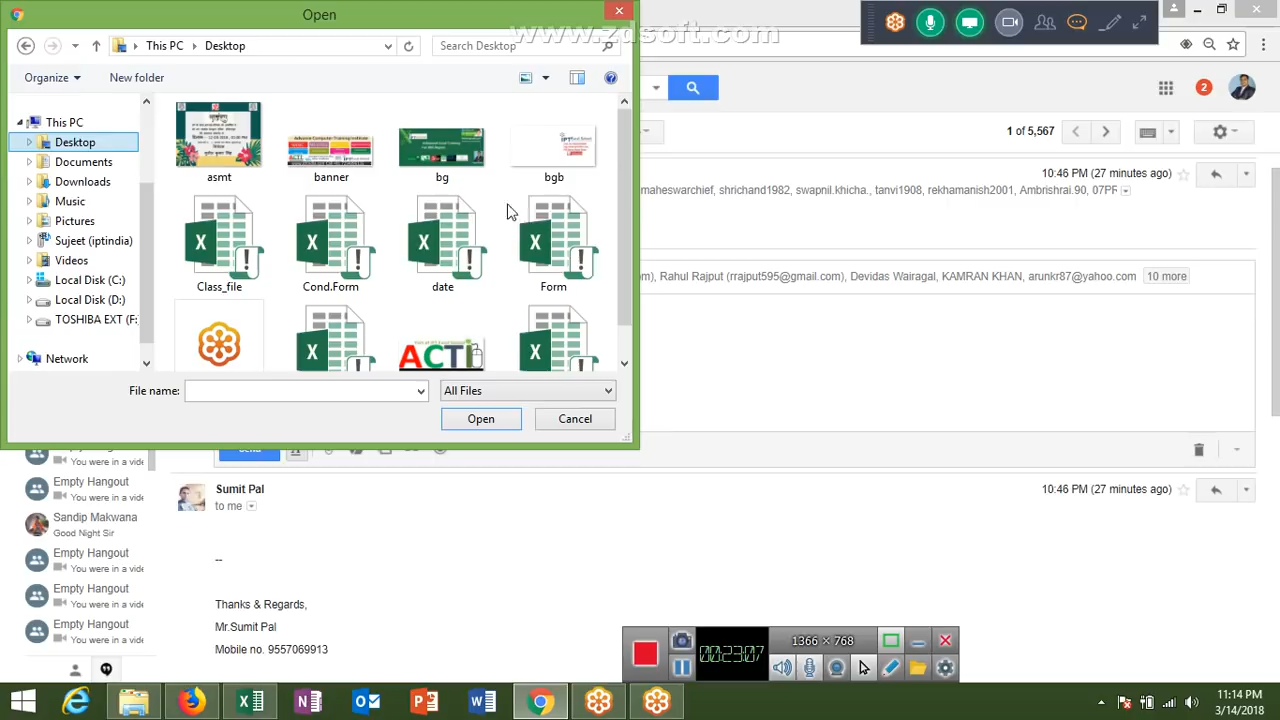 Open
www.zdsoft.com
This PC
Desktop
Search Desktop
Organize
New folder
This PC
Desktop
Documents
Downloads
Music
Pictures
Sujeet (iptindia)
Videos
Local Disk (C:)
Local Disk (D:)
TOSHIBA EXT (F:
Network
asmt
banner
bg
bgb
Class_file
Cond.Form
date
Form
ACTI
File name:
All Files
Open
Cancel
2
1 of 5,567
10:46 PM (27 minutes ago)
maheswarchief, shrichand1982, swapnil.khicha., tanvi1908, rekhamanish2001, Ambrishrai.90, 07PR
om), Rahul Rajput (rrajput595@gmail.com), Devidas Wairagal, KAMRAN KHAN, arunkr87@yahoo.com 10 more
Send
You were in a vide
Empty Hangout
You were in a vide
Sandip Makwana
Good Night Sir
Empty Hangout
You were in a vide
Empty Hangout
You were in a vide
Empty Hangout
You were in a vide
Sumit Pal
to me
10:46 PM (27 minutes ago)
--
Thanks & Regards,
Mr.Sumit Pal
Mobile no. 9557069913
00:23:07
1366 × 768
11:14 PM
3/14/2018